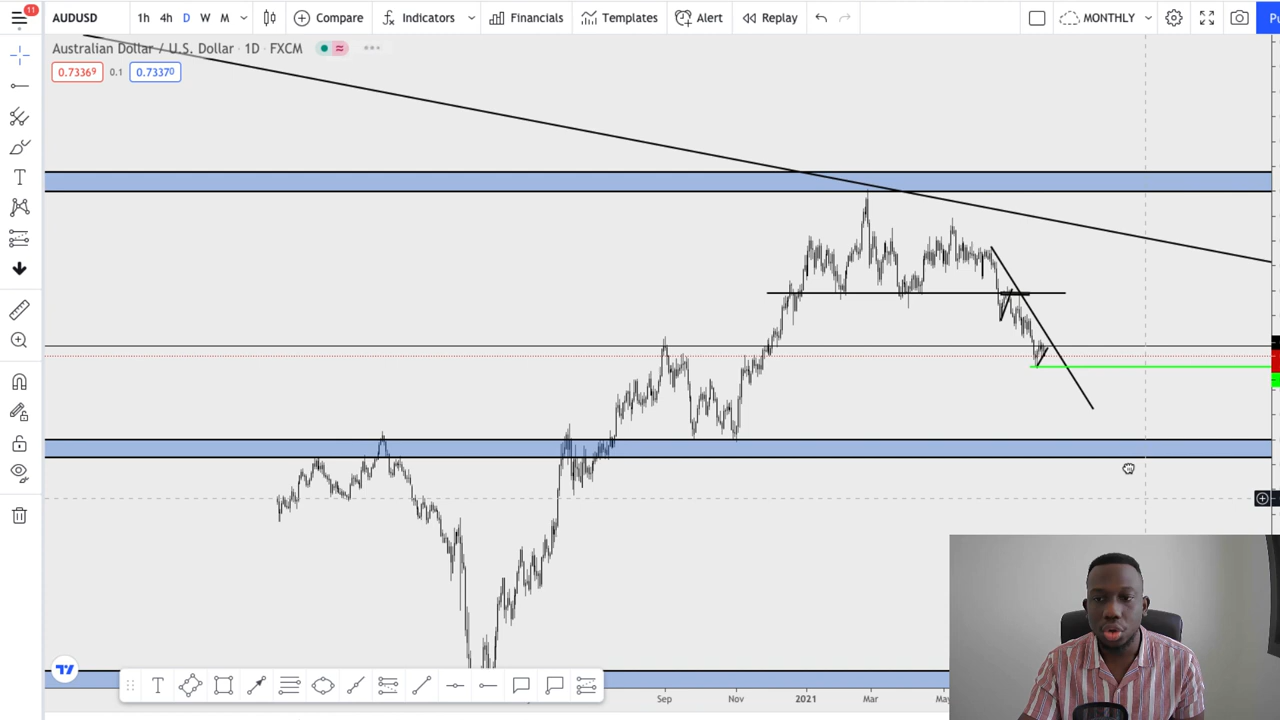 11
AUDUSD
1h 4h D W M
Compare
Indicators
Financials
Templates
Alert
Replay
MONTHLY
Australian Dollar / U.S. Dollar · 1D · FXCM
0.73369 0.1 0.73370
T
T
Sep Nov 2021 Mar